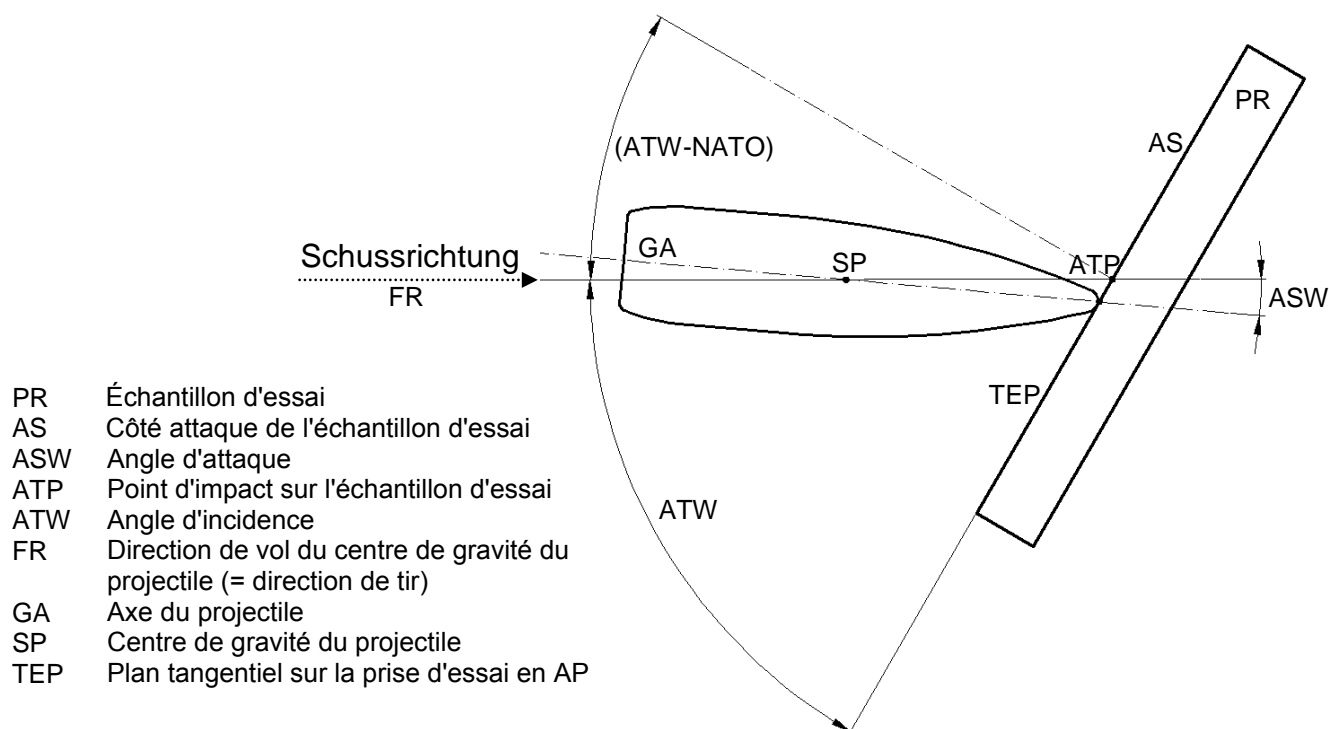 PR
(ATW-NATO)
AS
Schussrichtung
GA
SP
ATP
FR
ASW
TEP
ATW
PR Échantillon d'essai
AS Côté attaque de l'échantillon d'essai
ASW Angle d'attaque
ATP Point d'impact sur l'échantillon d'essai
ATW Angle d'incidence
FR Direction de vol du centre de gravité du
projectile (= direction de tir)
GA Axe du projectile
SP Centre de gravité du projectile
TEP Plan tangentiel sur la prise d'essai en AP